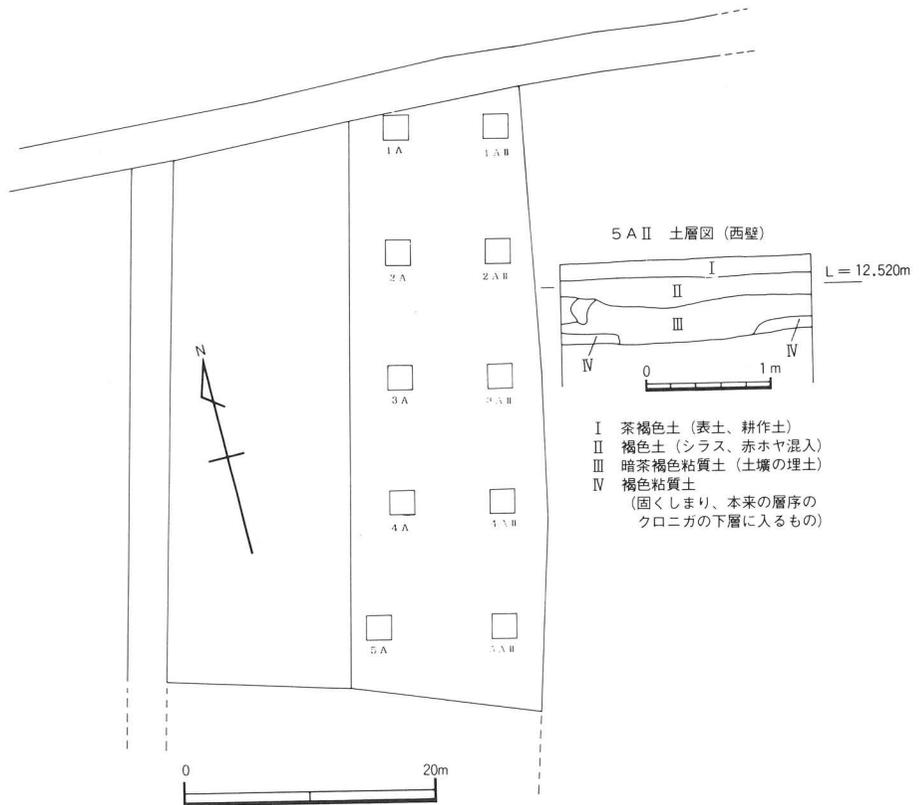 N
1A
1AⅡ
2A
2AⅡ
3A
3AⅡ
4A
4AⅡ
5A
5AⅡ
0 20m
5AⅡ 土層図（西壁）
Ⅰ
Ⅱ
Ⅲ
Ⅳ
Ⅳ
L＝12.520m
0 1m
Ⅰ 茶褐色土（表土、耕作土）
Ⅱ 褐色土（シラス、赤ホヤ混入）
Ⅲ 暗茶褐色粘質土（土壙の埋土）
Ⅳ 褐色粘質土
（固くしまり、本来の層序の
クロニガの下層に入るもの）